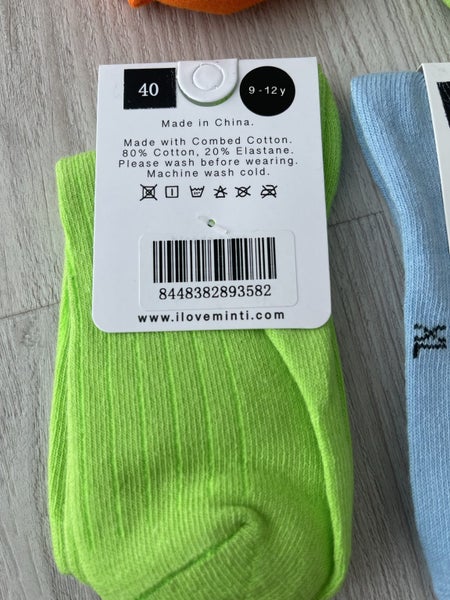 40
9-12y
Made in China.
Made with Combed Cotton.
80% Cotton, 20% Elastane.
Please wash before wearing.
Machine wash cold.
8448382893582
www.iloveminti.com